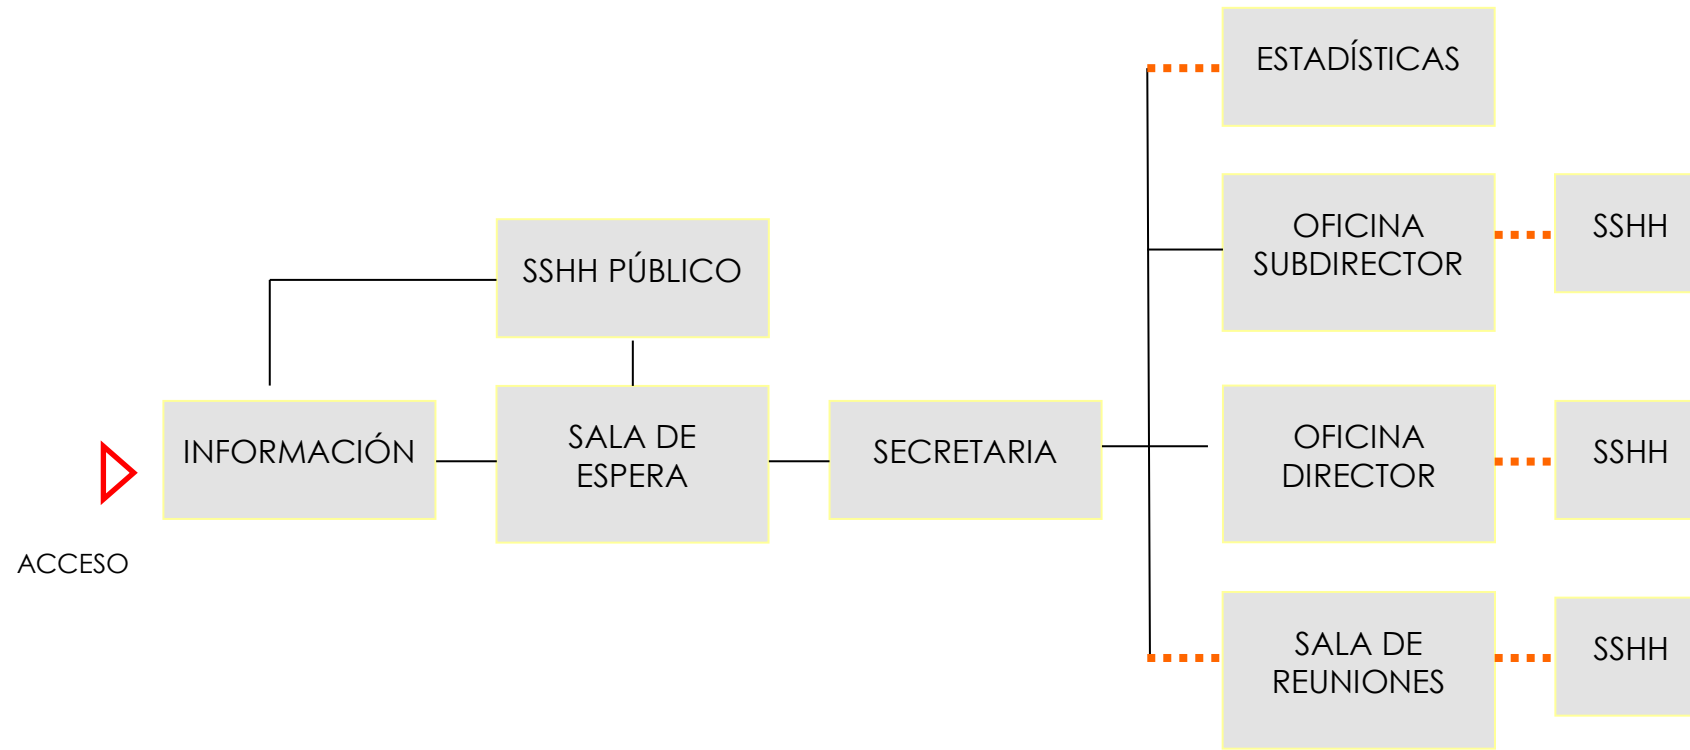 ESTADÍSTICAS
OFICINA
SUBDIRECTOR
SSHH
SSHH PÚBLICO
INFORMACIÓN
SALA DE
ESPERA
SECRETARIA
OFICINA
DIRECTOR
SSHH
ACCESO
SALA DE
REUNIONES
SSHH